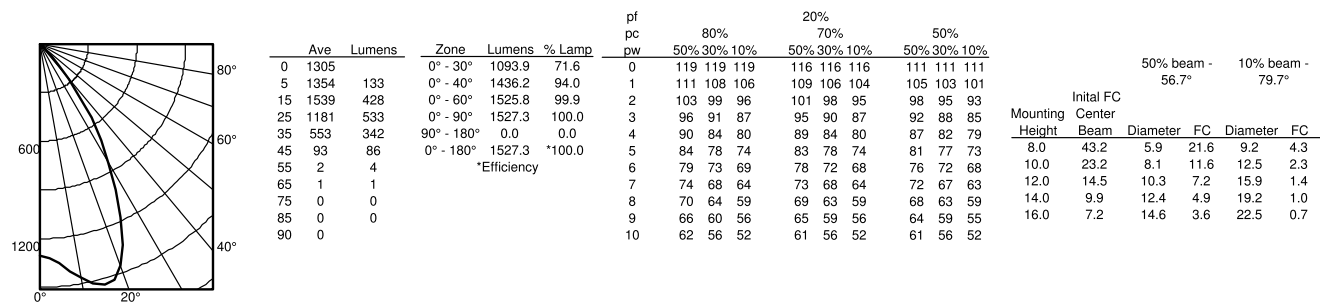 600
1200
0°
20°
40°
60°
80°
Ave Lumens
0 1305
5 1354 133
15 1539 428
25 1181 533
35 553 342
45 93 86
55 2 4
65 1 1
75 0 0
85 0 0
90 0
Zone Lumens % Lamp
0° - 30° 1093.9 71.6
0° - 40° 1436.2 94.0
0° - 60° 1525.8 99.9
0° - 90° 1527.3 100.0
90° - 180° 0.0 0.0
0° - 180° 1527.3 *100.0
*Efficiency
pf 20%
pc 80% 70% 50%
pw 50% 30% 10% 50% 30% 10% 50% 30% 10%
0 119 119 119 116 116 116 111 111 111
1 111 108 106 109 106 104 105 103 101
2 103 99 96 101 98 95 98 95 93
3 96 91 87 95 90 87 92 88 85
4 90 84 80 89 84 80 87 82 79
5 84 78 74 83 78 74 81 77 73
6 79 73 69 78 72 68 76 72 68
7 74 68 64 73 68 64 72 67 63
8 70 64 59 69 63 59 68 63 59
9 66 60 56 65 59 56 64 59 55
10 62 56 52 61 56 52 61 56 52
50% beam - 10% beam -
56.7° 79.7°
Inital FC
Mounting Center
Height Beam Diameter FC Diameter FC
8.0 43.2 5.9 21.6 9.2 4.3
10.0 23.2 8.1 11.6 12.5 2.3
12.0 14.5 10.3 7.2 15.9 1.4
14.0 9.9 12.4 4.9 19.2 1.0
16.0 7.2 14.6 3.6 22.5 0.7